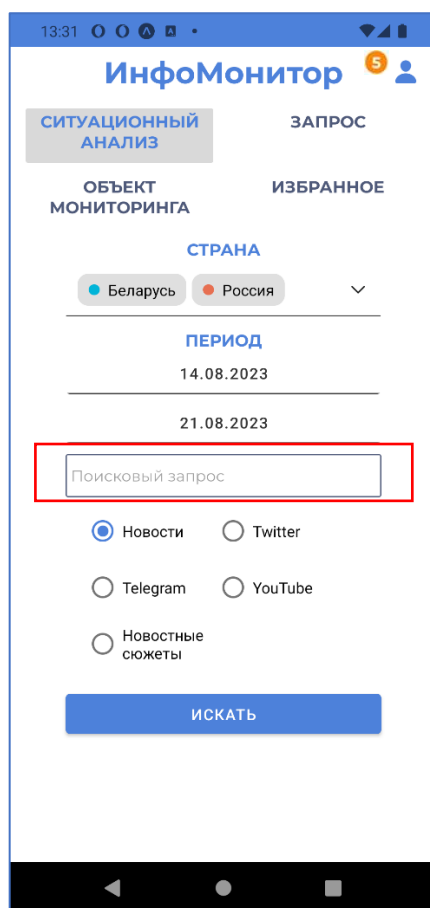 13:31
ИнфоМонитор
5
СИТУАЦИОННЫЙ
АНАЛИЗ
ЗАПРОС
ОБЪЕКТ
МОНИТОРИНГА
ИЗБРАННОЕ
СТРАНА
Беларусь Россия
ПЕРИОД
14.08.2023
21.08.2023
Поисковый запрос
Новости Twitter
Telegram YouTube
Новостные
сюжеты
ИСКАТЬ